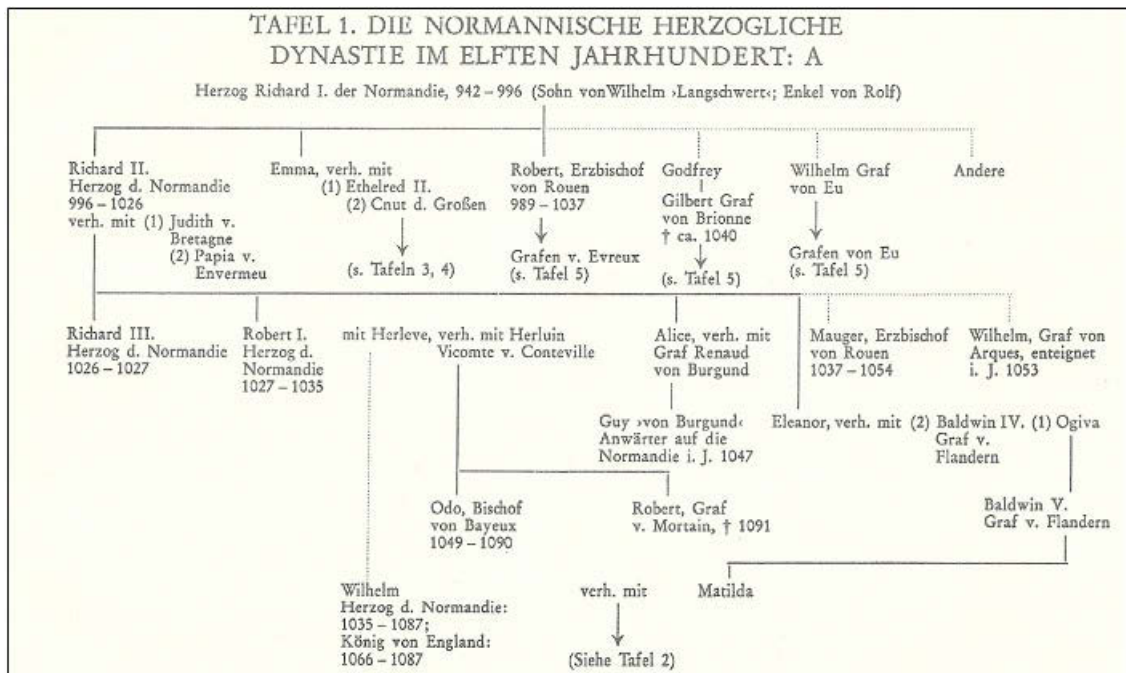 TAFEL 1. DIE NORMANNISCHE HERZOGLICHE
DYNASTIE IM ELFTEN JAHRHUNDERT: A
Herzog Richard I. der Normandie, 942 – 996 (Sohn von Wilhelm ›Langschwert‹; Enkel von Rolf)
Richard II.
Herzog d. Normandie
996 – 1026
verh. mit (1) Judith v.
Bretagne
(2) Papia v.
Envermeu
Emma, verh. mit
(1) Ethelred II.
(2) Cnut d. Großen
(s. Tafeln 3, 4)
Robert, Erzbischof
von Rouen
989 – 1037
Grafen v. Evreux
(s. Tafel 5)
Godfrey
Gilbert Graf
von Brionne
† ca. 1040
(s. Tafel 5)
Wilhelm Graf
von Eu
Grafen von Eu
(s. Tafel 5)
Andere
Richard III.
Herzog d. Normandie
1026 – 1027
Robert I.
Herzog d.
Normandie
1027 – 1035
mit Herleve, verh. mit Herluin
Vicomte v. Conteville
Alice, verh. mit
Graf Renaud
von Burgund
Mauger, Erzbischof
von Rouen
1037 – 1054
Wilhelm, Graf von
Arques, enteignet
i. J. 1053
Guy ›von Burgund‹
Anwärter auf die
Normandie i. J. 1047
Eleanor, verh. mit (2) Baldwin IV. (1) Ogiva
Graf v.
Flandern
Odo, Bischof
von Bayeux
1049 – 1090
Robert, Graf
v. Mortain, † 1091
Baldwin V.
Graf v. Flandern
Wilhelm
Herzog d. Normandie:
1035 – 1087;
König von England:
1066 – 1087
verh. mit
(Siehe Tafel 2)
Matilda